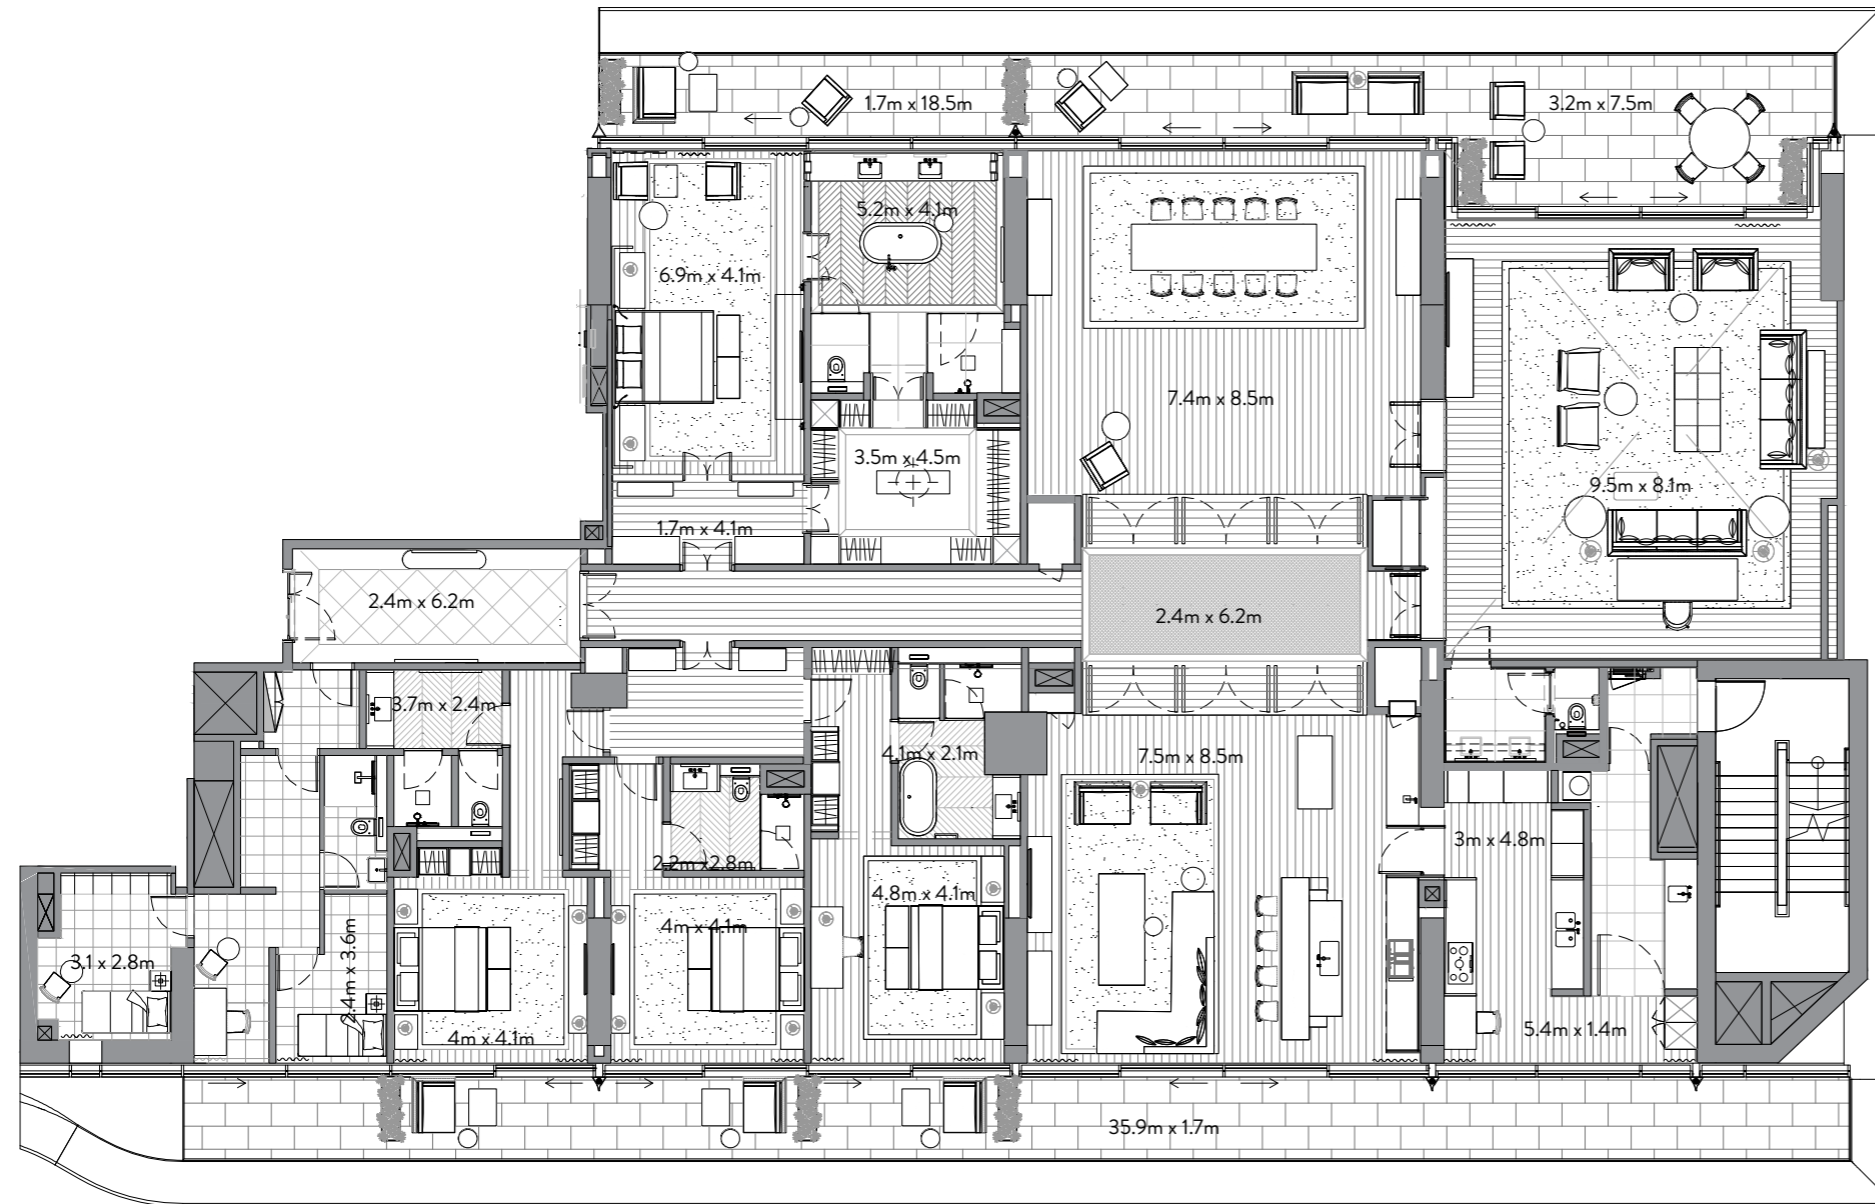 1.7m x 18.5m
3.2m x 7.5m
5.2m x 4.1m
6.9m x 4.1m
7.4m x 8.5m
3.5m x 4.5m
9.5m x 8.1m
1.7m x 4.1m
2.4m x 6.2m
2.4m x 6.2m
3.7m x 2.4m
4.1m x 2.1m
7.5m x 8.5m
3m x 4.8m
2.2m x 2.8m
4.8m x 4.1m
4m x 4.1m
3.1 x 2.8m
4m x 3.6m
4m x 4.1m
5.4m x 1.4m
35.9m x 1.7m